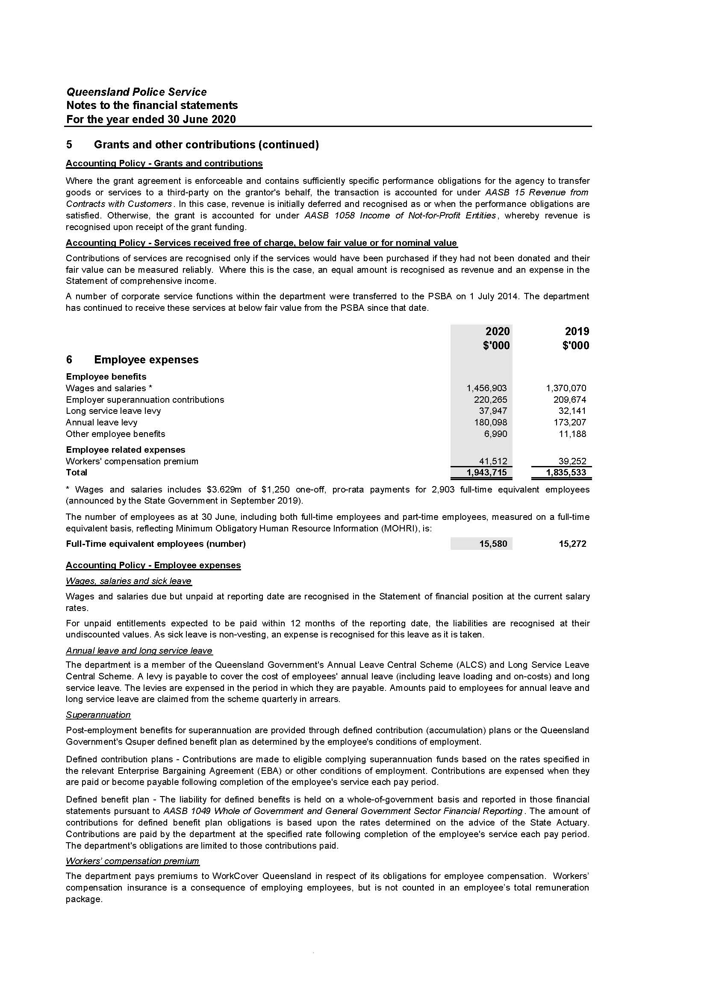 Queensland Police Service
Notes to the financial statements
For the year ended 30 June 2020
5 Grants and other contributions (continued)
Accounting Policy - Grants and contributions
Where the grant agreement is enforceable and contains sufficiently specific performance obligations for the agency to transfer
goods or services to a third-party on the grantor's behalf, the transaction is accounted for under AASB 15 Revenue from
Contracts with Customers. In this case, revenue is initially deferred and recognised as or when the performance obligations are
satisfied. Otherwise, the grant is accounted for under AASB 1058 Income of Not-for-Profit Entities, whereby revenue is
recognised upon receipt of the grant funding.
Accounting Policy - Services received free of charge, below fair value or for nominal value
Contributions of services are recognised only if the services would have been purchased if they had not been donated and their
fair value can be measured reliably. Where this is the case, an equal amount is recognised as revenue and an expense in the
Statement of comprehensive income.
A number of corporate service functions within the department were transferred to the PSBA on 1 July 2014. The department
has continued to receive these services at below fair value from the PSBA since that date.
2020 2019
$'000 $'000
6 Employee expenses
Employee benefits
Wages and salaries * 1,456,903 1,370,070
Employer superannuation contributions 220,265 209,674
Long service leave levy 37,947 32,141
Annual leave levy 180,098 173,207
Other employee benefits 6,990 11,188
Employee related expenses
Workers' compensation premium 41,512 39,252
Total 1,943,715 1,835,533
* Wages and salaries includes $3.629m of $1,250 one-off, pro-rata payments for 2,903 full-time equivalent employees
(announced by the State Government in September 2019).
The number of employees as at 30 June, including both full-time employees and part-time employees, measured on a full-time
equivalent basis, reflecting Minimum Obligatory Human Resource Information (MOHRI), is:
Full-Time equivalent employees (number) 15,580 15,272
Accounting Policy - Employee expenses
Wages, salaries and sick leave
Wages and salaries due but unpaid at reporting date are recognised in the Statement of financial position at the current salary
rates.
For unpaid entitlements expected to be paid within 12 months of the reporting date, the liabilities are recognised at their
undiscounted values. As sick leave is non-vesting, an expense is recognised for this leave as it is taken.
Annual leave and long service leave
The department is a member of the Queensland Government's Annual Leave Central Scheme (ALCS) and Long Service Leave
Central Scheme. A levy is payable to cover the cost of employees' annual leave (including leave loading and on-costs) and long
service leave. The levies are expensed in the period in which they are payable. Amounts paid to employees for annual leave and
long service leave are claimed from the scheme quarterly in arrears.
Superannuation
Post-employment benefits for superannuation are provided through defined contribution (accumulation) plans or the Queensland
Government's Qsuper defined benefit plan as determined by the employee's conditions of employment.
Defined contribution plans - Contributions are made to eligible complying superannuation funds based on the rates specified in
the relevant Enterprise Bargaining Agreement (EBA) or other conditions of employment. Contributions are expensed when they
are paid or become payable following completion of the employee's service each pay period.
Defined benefit plan - The liability for defined benefits is held on a whole-of-government basis and reported in those financial
statements pursuant to AASB 1049 Whole of Government and General Government Sector Financial Reporting. The amount of
contributions for defined benefit plan obligations is based upon the rates determined on the advice of the State Actuary.
Contributions are paid by the department at the specified rate following completion of the employee's service each pay period.
The department's obligations are limited to those contributions paid.
Workers' compensation premium
The department pays premiums to WorkCover Queensland in respect of its obligations for employee compensation. Workers'
compensation insurance is a consequence of employing employees, but is not counted in an employee's total remuneration
package.